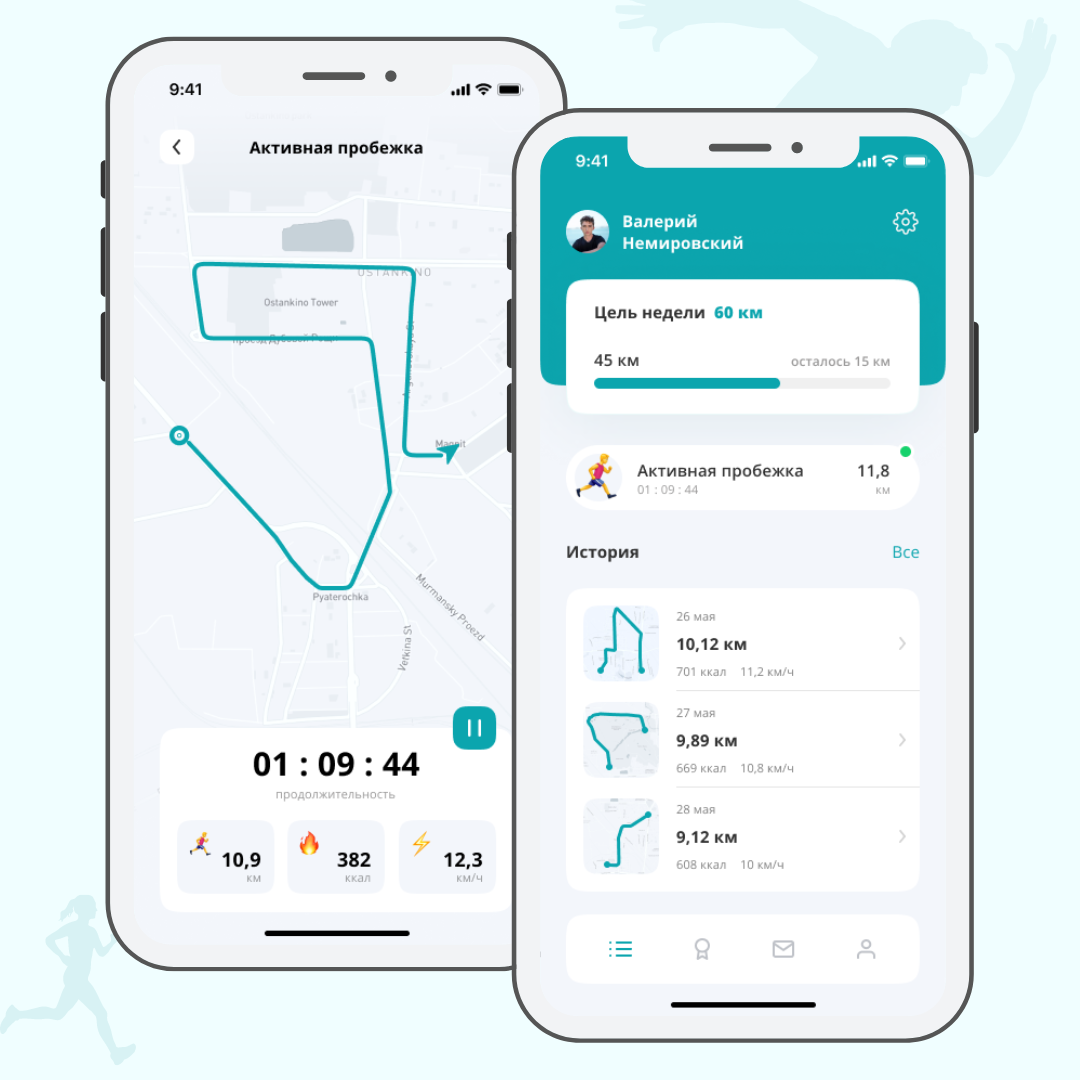 9:41
Активная пробежка
OSTANKINO
Ostankino Tower
Magnit
Pyaterochka
Murmansky Proezd
Vetkina St
01 : 09 : 44
продолжительность
10,9
км
382
ккал
12,3
км/ч
9:41
Валерий
Немировский
Цель недели 60 км
45 км
осталось 15 км
Активная пробежка
01 : 09 : 44
11,8
км
История
Все
26 мая
10,12 км
701 ккал 11,2 км/ч
27 мая
9,89 км
669 ккал 10,8 км/ч
28 мая
9,12 км
608 ккал 10 км/ч